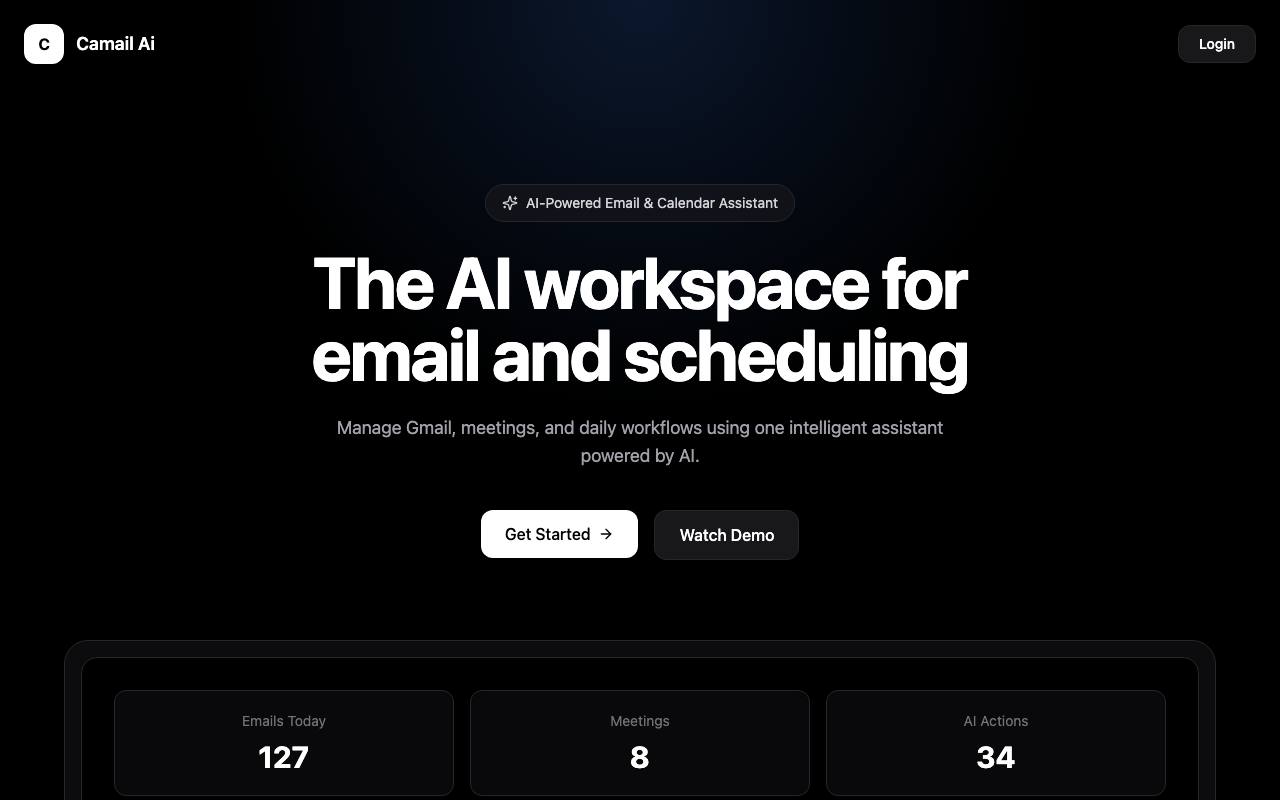 C
Camail Ai
Login
AI-Powered Email & Calendar Assistant
The AI workspace for
email and scheduling
Manage Gmail, meetings, and daily workflows using one intelligent assistant
powered by AI.
Get Started →
Watch Demo
Emails Today
127
Meetings
8
AI Actions
34